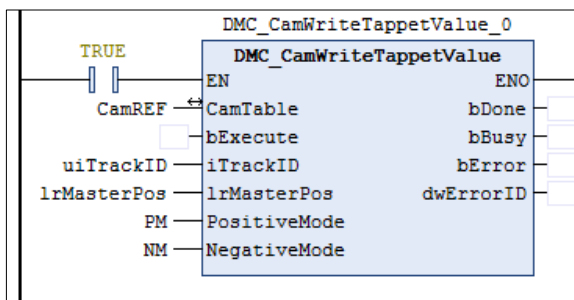 DMC_CamWriteTappetValue_0
TRUE
DMC_CamWriteTappetValue
EN ENO
CamREF CamTable bDone
bExecute bBusy
uiTrackID iTrackID bError
lrMasterPos lrMasterPos dwErrorID
PM PositiveMode
NM NegativeMode